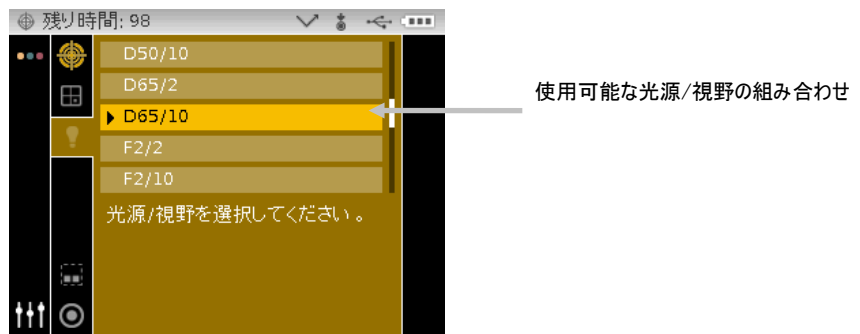 残り時間: 98
D50/10
D65/2
D65/10
F2/2
F2/10
光源/視野を選択してください。
使用可能な光源/視野の組み合わせ